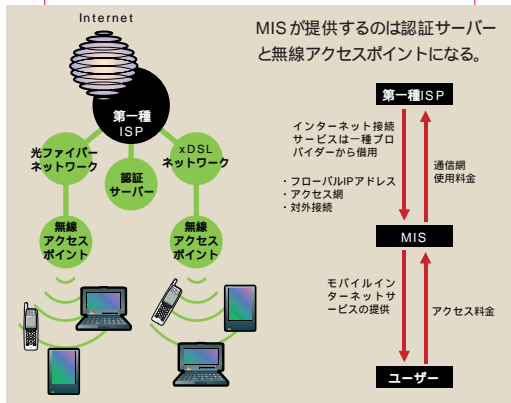 Internet
MISが提供するのは認証サーバー
と無線アクセスポイントになる。
第一種
ISP
光ファイバー
ネットワーク
認証
サーバー
xDSL
ネットワーク
無線
アクセス
ポイント
無線
アクセス
ポイント
第一種ISP
インターネット接続
サービスは一種プロ
バイダーから借用
・フローバルIPアドレス
・アクセス網
・対外接続
通信網
使用料金
MIS
モバイルイン
ターネットサ
ービスの提供
アクセス料金
ユーザー